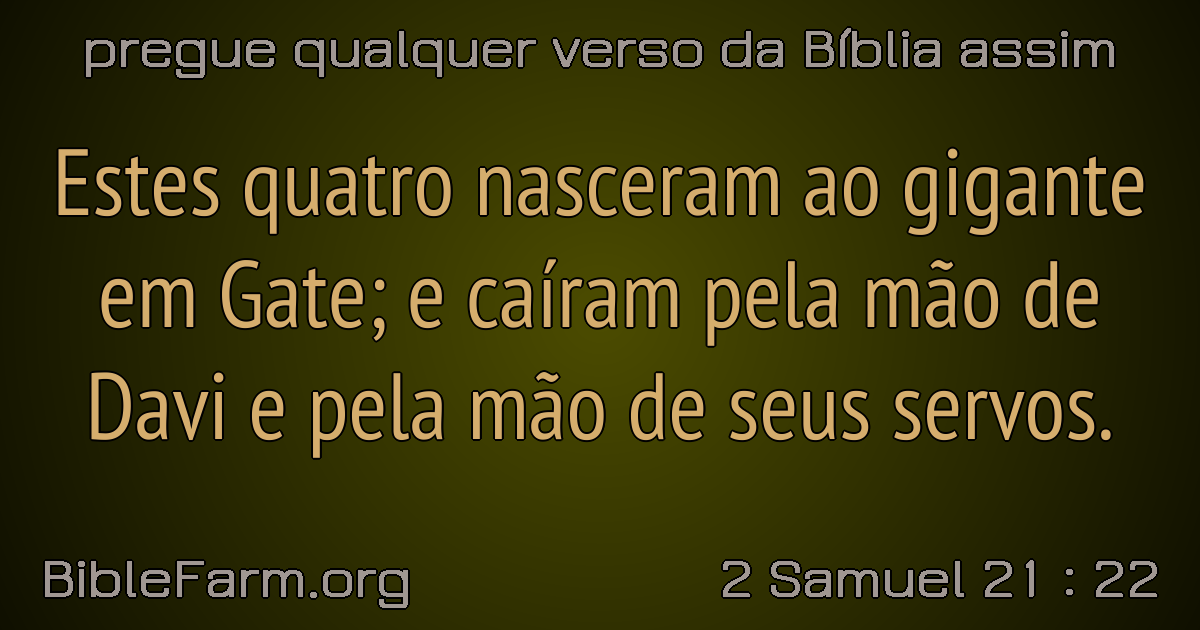 pregue qualquer verso da Bíblia assim
Estes quatro nasceram ao gigante
em Gate; e caíram pela mão de
Davi e pela mão de seus servos.
BibleFarm.org
2 Samuel 21 : 22